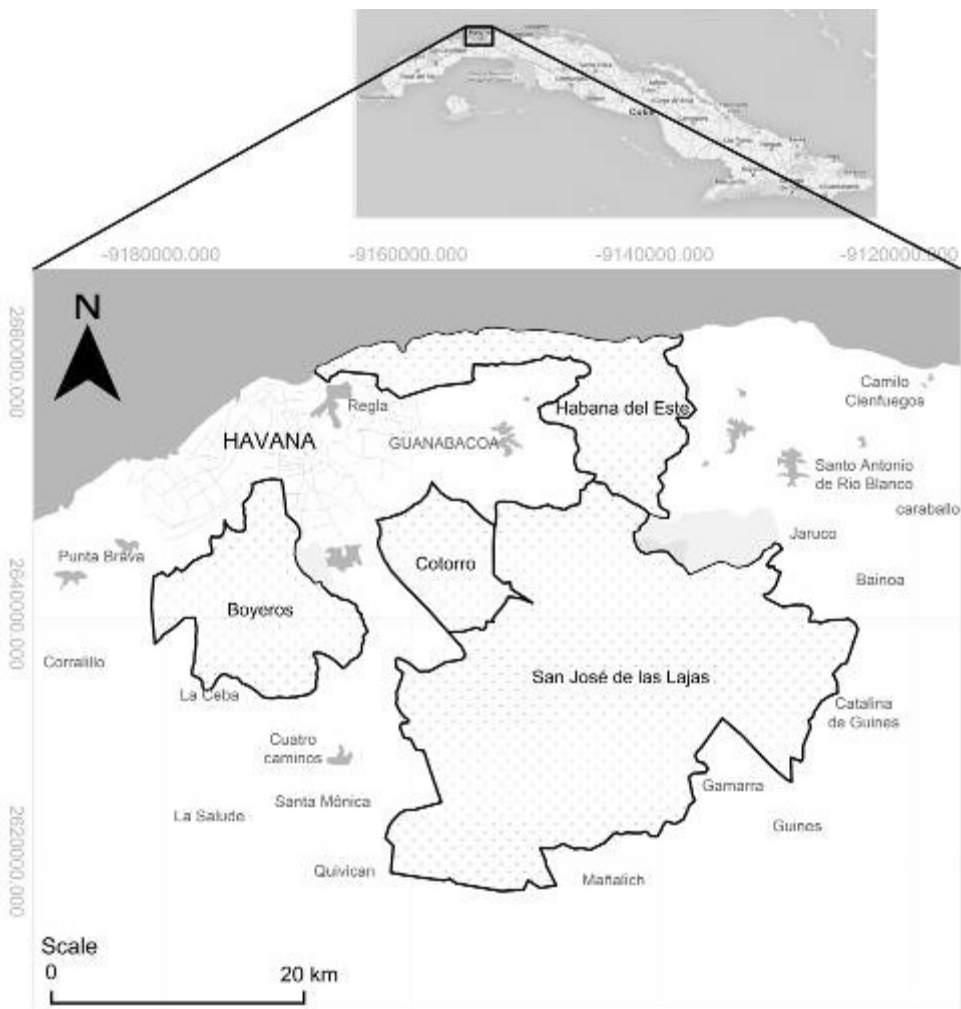 Cuba
-9180000.000
-9160000.000
-9140000.000
-9120000.000
N
2660000.000
Camilo
Cienfuegos
Regla
Habana del Este
HAVANA
GUANABACOA
Santo Antonio
de Rio Blanco
caraballo
Jaruco
Punta Brava
Cotorro
Bainoa
2640000.000
Boyeros
Corralillo
San José de las Lajas
La Ceba
Catalina
de Guines
Cuatro
caminos
Gamarra
Santa Mônica
La Salude
Guines
2620000.000
Quivican
Mañalich
Scale
0
20 km